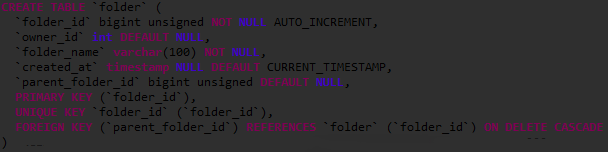 CREATE TABLE `folder` (
`folder_id` bigint unsigned NOT NULL AUTO_INCREMENT,
`owner_id` int DEFAULT NULL,
`folder_name` varchar(100) NOT NULL,
`created_at` timestamp NULL DEFAULT CURRENT_TIMESTAMP,
`parent_folder_id` bigint unsigned DEFAULT NULL,
PRIMARY KEY (`folder_id`),
UNIQUE KEY `folder_id` (`folder_id`),
FOREIGN KEY (`parent_folder_id`) REFERENCES `folder` (`folder_id`) ON DELETE CASCADE
)